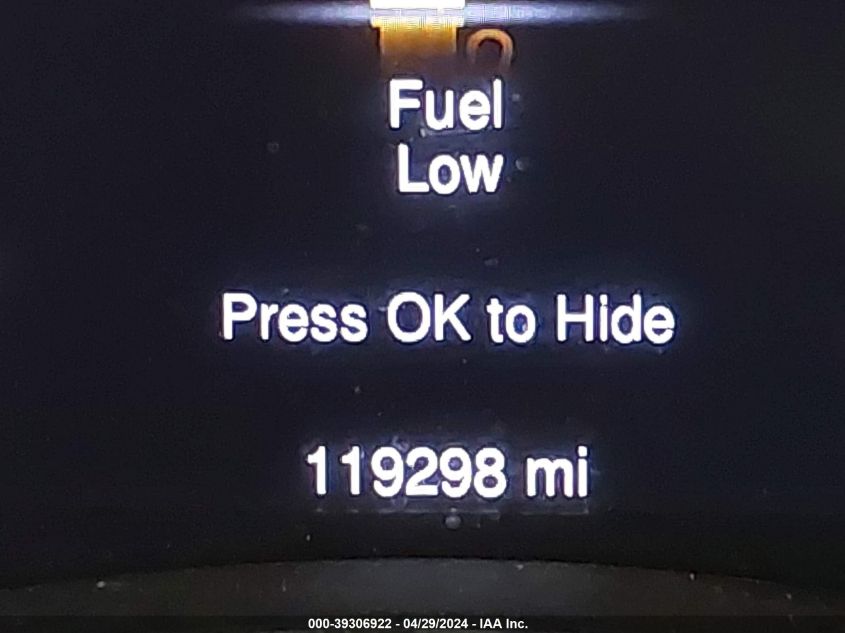 Fuel
Low
Press OK to Hide
119298 mi
000-39306922 - 04/29/2024 - IAA Inc.